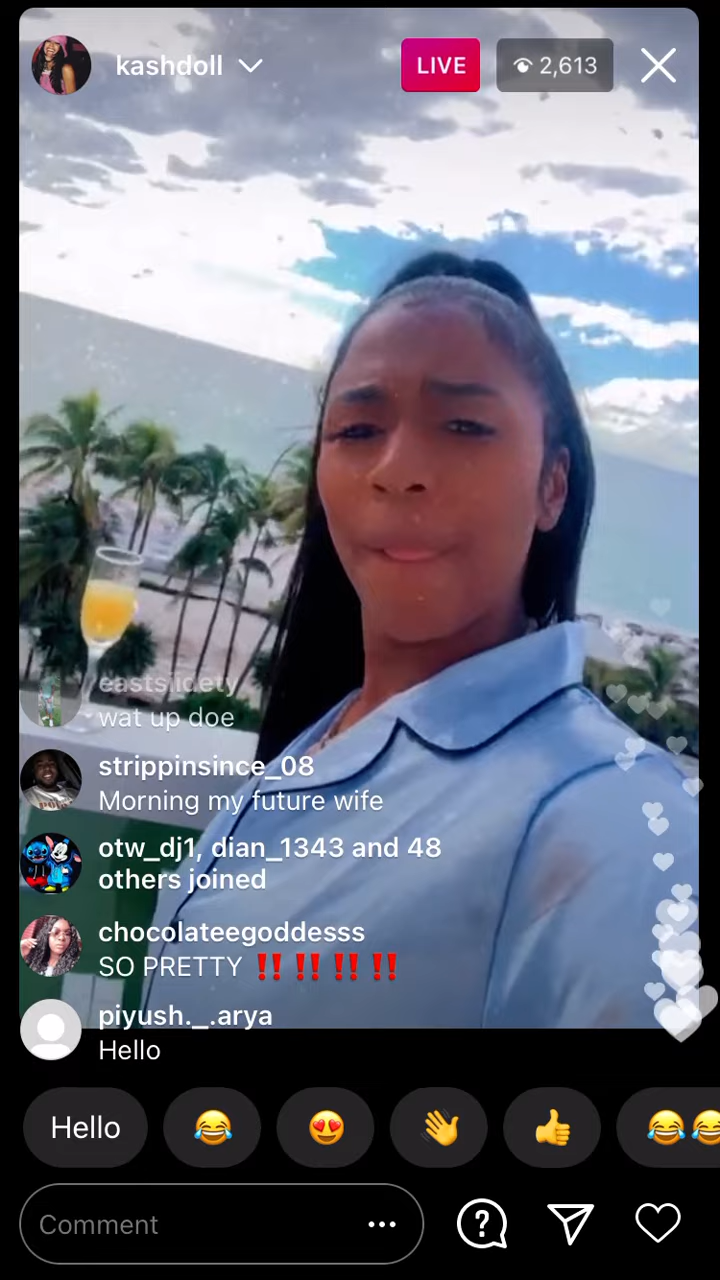 kashdoll
LIVE
2,613
eastsiidety
wat up doe
strippinsince_08
Morning my future wife
otw_dj1, dian_1343 and 48
others joined
chocolateegoddesss
SO PRETTY ‼️‼️‼️‼️
piyush._.arya
Hello
Hello 😂 😍 👋 👍 😂😂
Comment